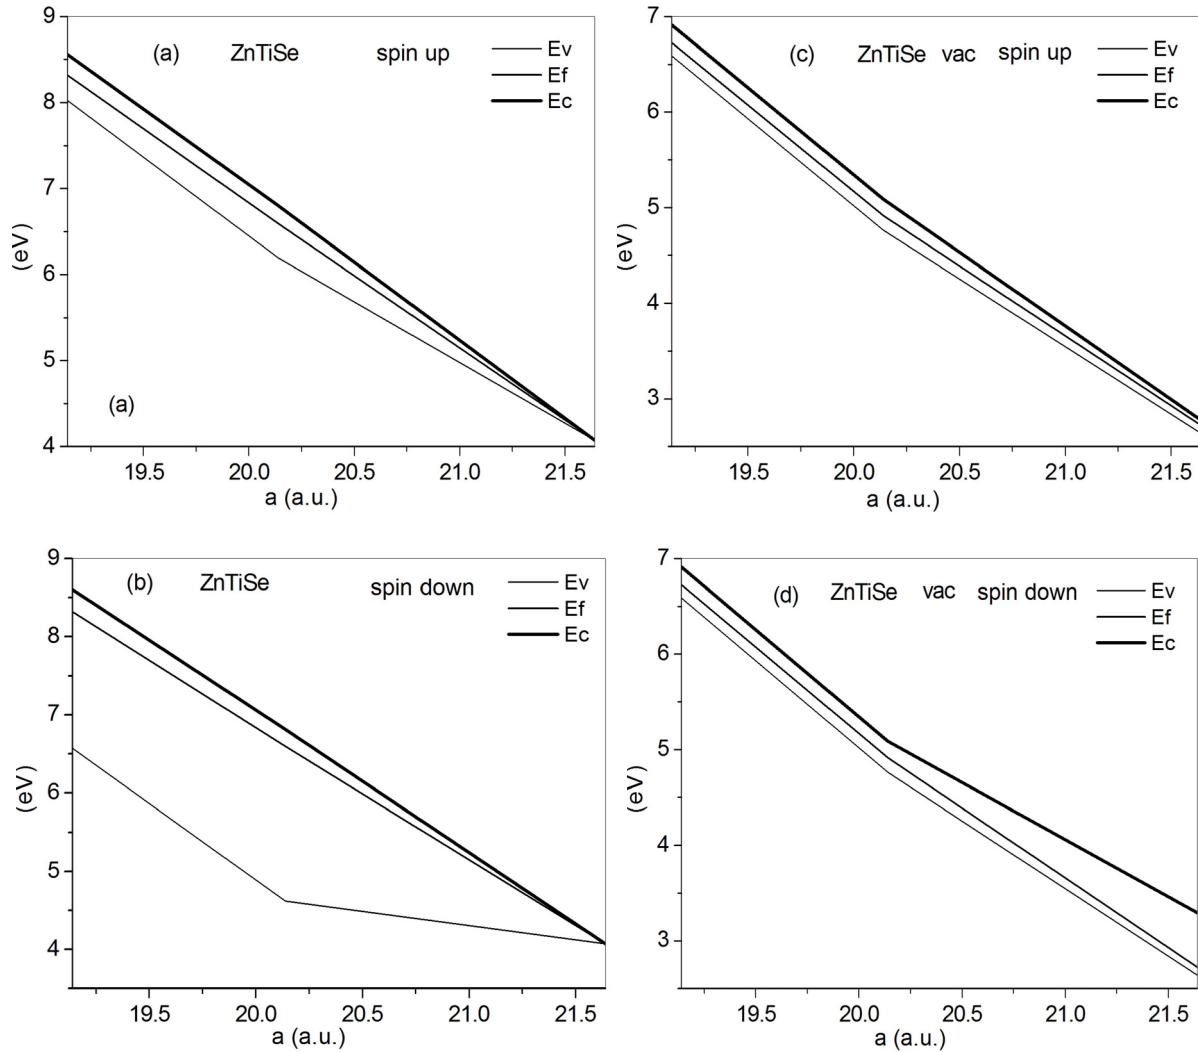 (a) ZnTiSe spin up
Ev
Ef
Ec
9
8
7
6
5
4
(eV)
(a)
19.5 20.0 20.5 21.0 21.5
a (a.u.)
(c) ZnTiSe vac spin up
Ev
Ef
Ec
7
6
5
4
3
(eV)
19.5 20.0 20.5 21.0 21.5
a (a.u.)
(b) ZnTiSe spin down
Ev
Ef
Ec
9
8
7
6
5
4
(eV)
19.5 20.0 20.5 21.0 21.5
a (a.u.)
(d) ZnTiSe vac spin down
Ev
Ef
Ec
7
6
5
4
3
(eV)
19.5 20.0 20.5 21.0 21.5
a (a.u.)